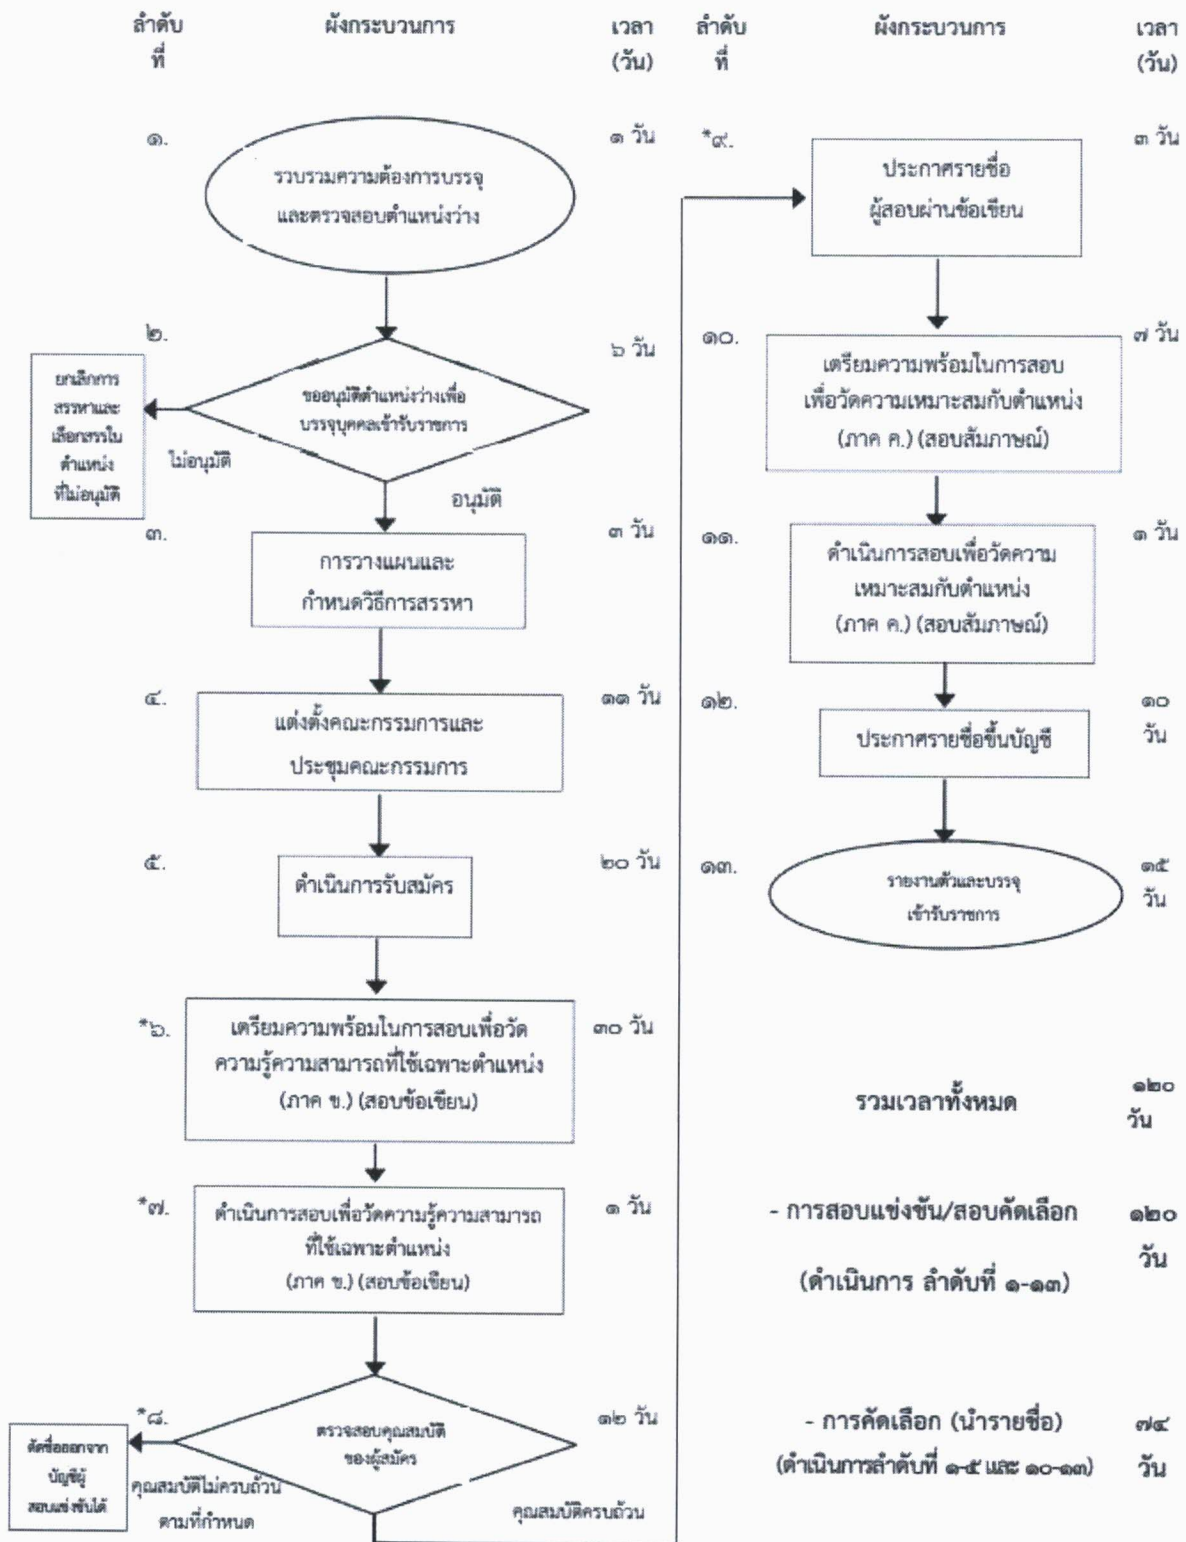 ลำดับ
ที่
ผังกระบวนการ
เวลา
(วัน)
๑.
รวบรวมความต้องการบรรจุ
และตรวจสอบตำแหน่งว่าง
๑ วัน
๒.
ขออนุมัติตำแหน่งว่างเพื่อ
บรรจุบุคคลเข้ารับราชการ
๖ วัน
ยกเลิกการ
สรรหาและ
เลือกสรรใน
ตำแหน่ง
ที่ไม่อนุมัติ
ไม่อนุมัติ
อนุมัติ
๓.
การวางแผนและ
กำหนดวิธีการสรรหา
๓ วัน
๔.
แต่งตั้งคณะกรรมการและ
ประชุมคณะกรรมการ
๑๑ วัน
๕.
ดำเนินการรับสมัคร
๒๐ วัน
*๖.
เตรียมความพร้อมในการสอบเพื่อวัด
ความรู้ความสามารถที่ใช้เฉพาะตำแหน่ง
(ภาค ข.) (สอบข้อเขียน)
๓๐ วัน
*๗.
ดำเนินการสอบเพื่อวัดความรู้ความสามารถ
ที่ใช้เฉพาะตำแหน่ง
(ภาค ข.) (สอบข้อเขียน)
๑ วัน
*๘.
ตรวจสอบคุณสมบัติ
ของผู้สมัคร
๑๒ วัน
ตัดชื่อออกจาก
บัญชีผู้
สอบแข่งขันได้
คุณสมบัติไม่ครบถ้วน
ตามที่กำหนด
คุณสมบัติครบถ้วน
ลำดับ
ที่
ผังกระบวนการ
เวลา
(วัน)
*๙.
ประกาศรายชื่อ
ผู้สอบผ่านข้อเขียน
๓ วัน
๑๐.
เตรียมความพร้อมในการสอบ
เพื่อวัดความเหมาะสมกับตำแหน่ง
(ภาค ค.) (สอบสัมภาษณ์)
๗ วัน
๑๑.
ดำเนินการสอบเพื่อวัดความ
เหมาะสมกับตำแหน่ง
(ภาค ค.) (สอบสัมภาษณ์)
๑ วัน
๑๒.
ประกาศรายชื่อขึ้นบัญชี
๑๐
วัน
๑๓.
รายงานตัวและบรรจุ
เข้ารับราชการ
๑๕
วัน
รวมเวลาทั้งหมด
๑๒๐
วัน
- การสอบแข่งขัน/สอบคัดเลือก
(ดำเนินการ ลำดับที่ ๑-๑๓)
๑๒๐
วัน
- การคัดเลือก (นำรายชื่อ)
(ดำเนินการลำดับที่ ๑-๕ และ ๑๐-๑๓)
๗๔
วัน